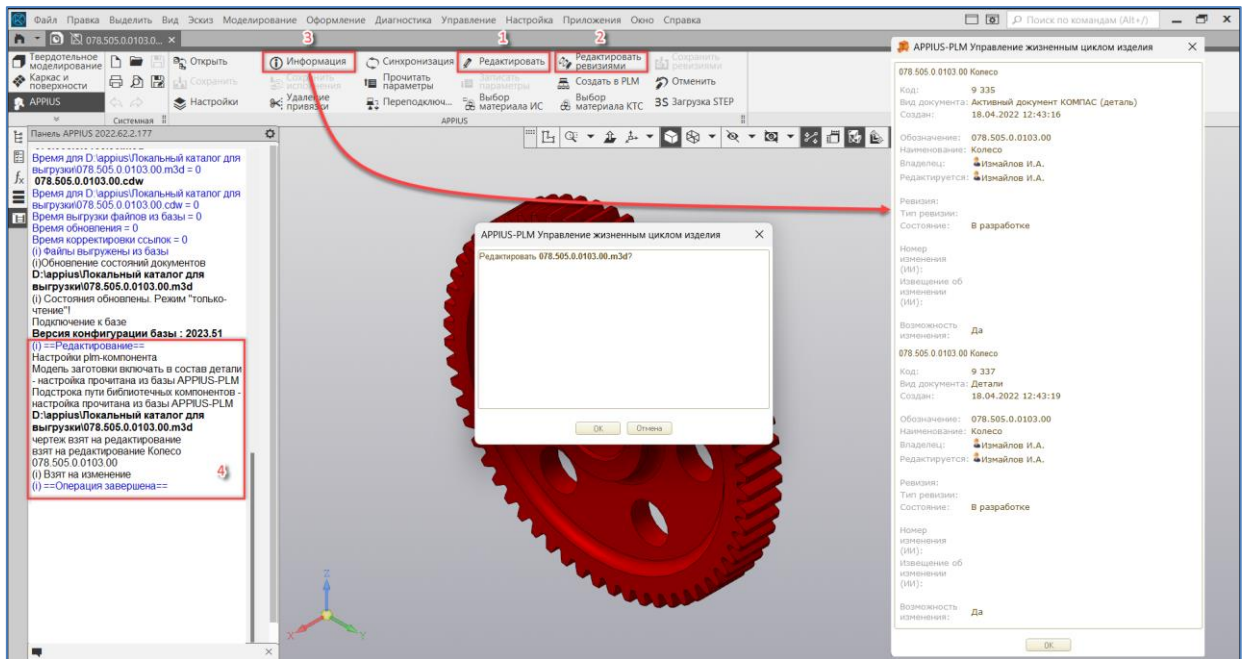 Файл Правка Выделить Вид Эскиз Моделирование Оформление Диагностика Управление Настройка Приложения Окно Справка
Поиск по командам (Alt+/)
078.505.0.0103.0...
3
1
2
Твердотельное моделирование
Каркас и поверхности
APPIUS
Открыть
Сохранить
Настройки
Системная
Информация
Сохранить исполнения
Удаление привязки
Синхронизация
Прочитать параметры
Переподключ...
Редактировать
Записать параметры
Выбор материала ИС
Редактировать ревизиями
Создать в PLM
Выбор материала КТС
Сохранить ревизиями
Отменить
3S Загрузка STEP
APPIUS
Панель APPIUS 2022.62.2.177
Время для D:\appius\Локальный каталог для
выгрузки\078.505.0.0103.00.m3d = 0
078.505.0.0103.00.cdw
Время для D:\appius\Локальный каталог для
выгрузки\078.505.0.0103.00.cdw = 0
Время выгрузки файлов из базы = 0
Время обновления = 0
Время корректировки ссылок = 0
(i) Файлы выгружены из базы
(i)Обновление состояний документов
D:\appius\Локальный каталог для
выгрузки\078.505.0.0103.00.m3d
(i) Состояния обновлены. Режим "только-
чтение"!
Подключение к базе
Версия конфигурации базы : 2023.51
(i) ==Редактирование==
Настройки plm-компонента
Модель заготовки включать в состав детали
- настройка прочитана из базы APPIUS-PLM
Подстрока пути библиотечных компонентов -
настройка прочитана из базы APPIUS-PLM
D:\appius\Локальный каталог для
выгрузки\078.505.0.0103.00.m3d
чертеж взят на редактирование
взят на редактирование Колесо
078.505.0.0103.00
(i) Взят на изменение
(i) ==Операция завершена==
4
APPIUS-PLM Управление жизненным циклом изделия
Редактировать 078.505.0.0103.00.m3d?
OK Отмена
Z
X
Y
APPIUS-PLM Управление жизненным циклом изделия
078.505.0.0103.00 Колесо
Код: 9 335
Вид документа: Активный документ КОМПАС (деталь)
Создан: 18.04.2022 12:43:16
Обозначение: 078.505.0.0103.00
Наименование: Колесо
Владелец: Измайлов И.А.
Редактируется: Измайлов И.А.
Ревизия:
Тип ревизии:
Состояние: В разработке
Номер
изменения
(ИИ):
Извещение об
изменении
(ИИ):
Возможность
изменения: Да
078.505.0.0103.00 Колесо
Код: 9 337
Вид документа: Детали
Создан: 18.04.2022 12:43:19
Обозначение: 078.505.0.0103.00
Наименование: Колесо
Владелец: Измайлов И.А.
Редактируется: Измайлов И.А.
Ревизия:
Тип ревизии:
Состояние: В разработке
Номер
изменения
(ИИ):
Извещение об
изменении
(ИИ):
Возможность
изменения: Да
OK